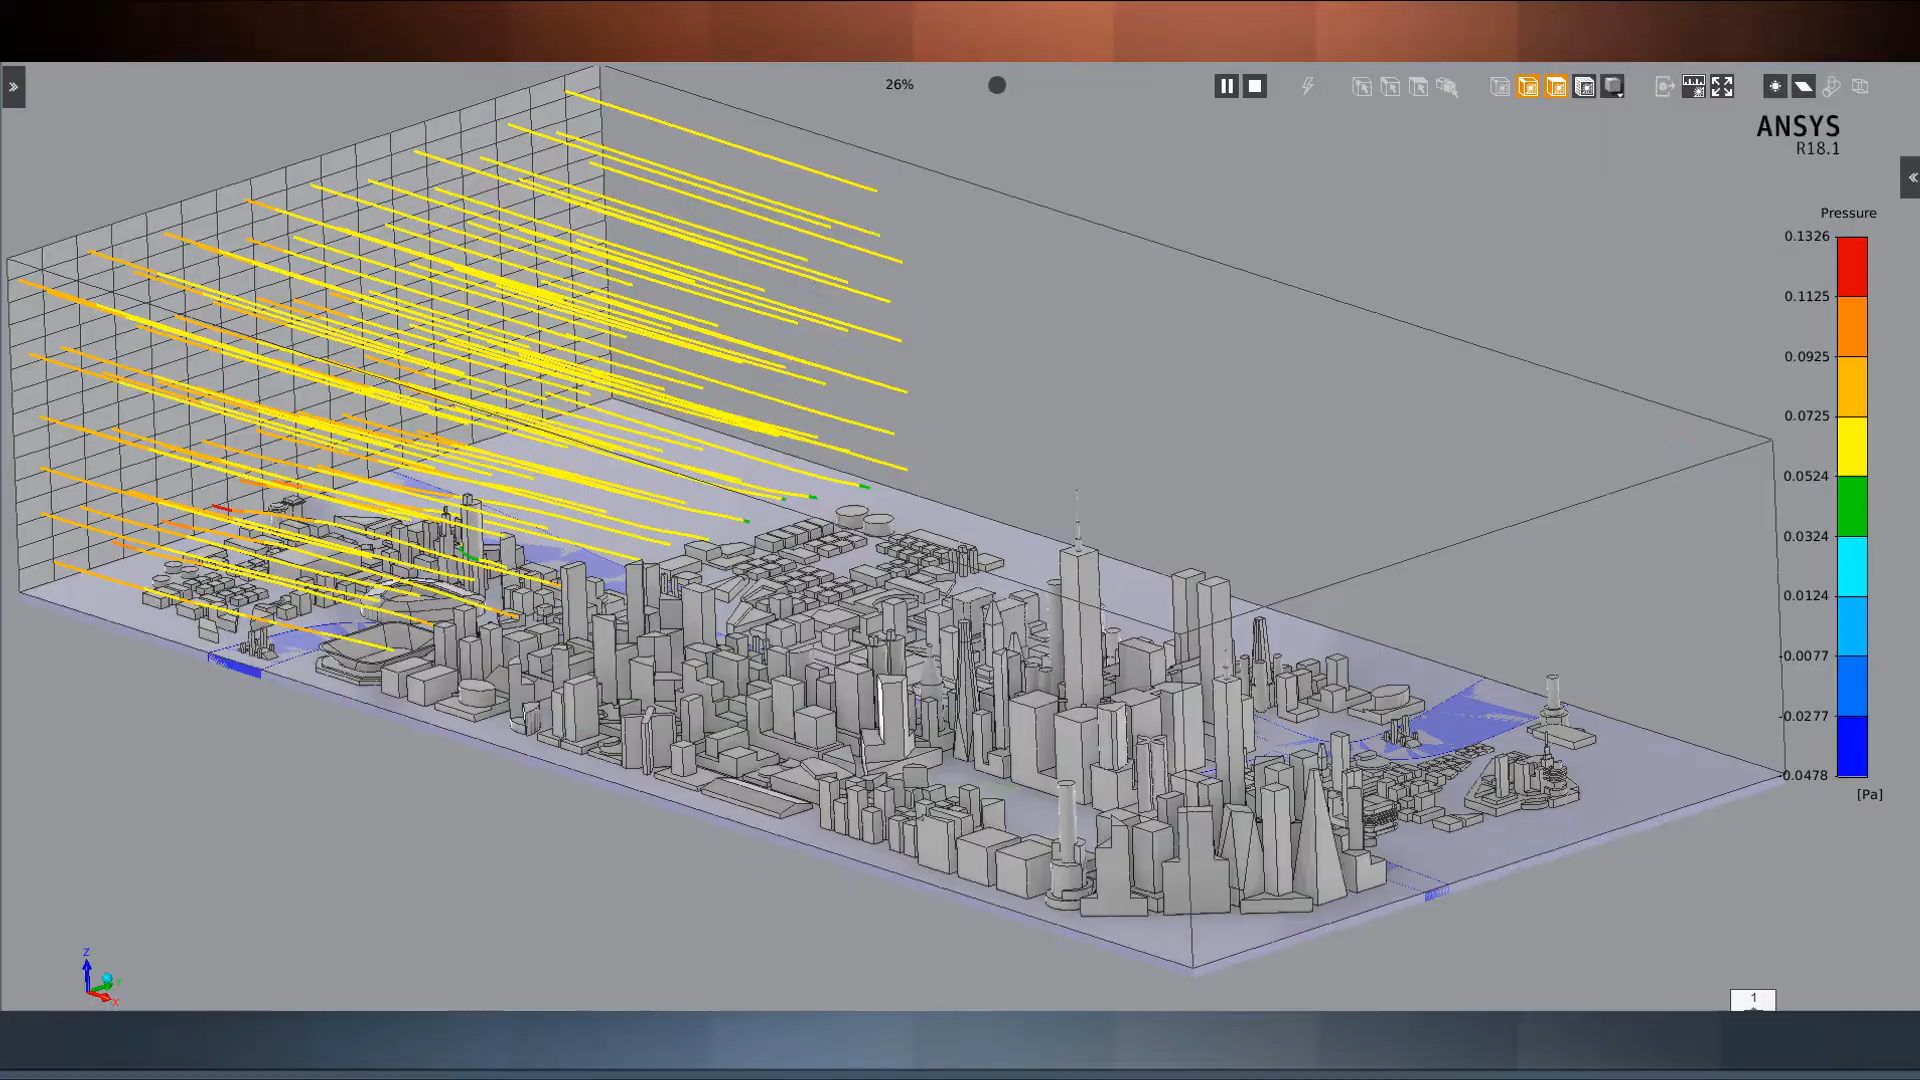 26%
ANSYS
R18.1
Pressure
0.1326
0.1125
0.0925
0.0725
0.0524
0.0324
0.0124
-0.0077
-0.0277
0.0478
[Pa]
Z
Y
X
1